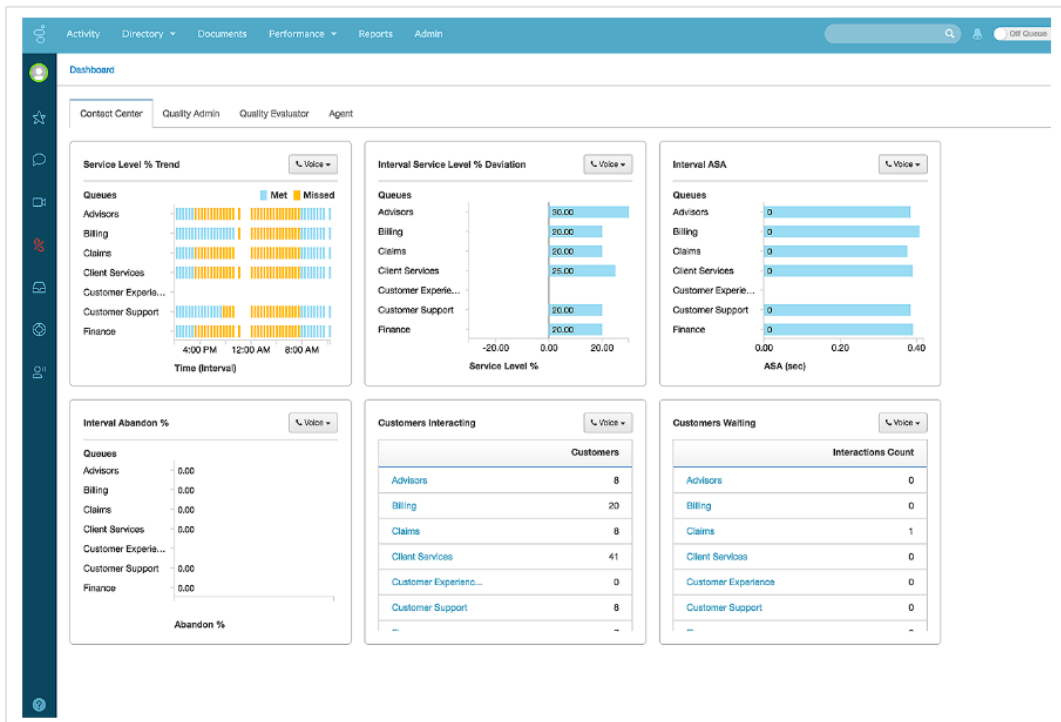 Activity Directory Documents Performance Reports Admin Off Queue
Dashboard
Contact Center Quality Admin Quality Evaluator Agent
Service Level % Trend Voice
Queues Met Missed
Advisors
Billing
Claims
Client Services
Customer Experie...
Customer Support
Finance
4:00 PM 12:00 AM 8:00 AM
Time (Interval)
Interval Service Level % Deviation Voice
Queues
Advisors 30.00
Billing 20.00
Claims 20.00
Client Services 25.00
Customer Experie...
Customer Support 20.00
Finance 20.00
-20.00 0.00 20.00
Service Level %
Interval ASA Voice
Queues
Advisors 0
Billing 0
Claims 0
Client Services 0
Customer Experie...
Customer Support 0
Finance 0
0.00 0.20 0.40
ASA (sec)
Interval Abandon % Voice
Queues
Advisors 0.00
Billing 0.00
Claims 0.00
Client Services 0.00
Customer Experie...
Customer Support 0.00
Finance 0.00
Abandon %
Customers Interacting Voice
Customers
Advisors 8
Billing 20
Claims 8
Client Services 41
Customer Experienc... 0
Customer Support 8
Customers Waiting Voice
Interactions Count
Advisors 0
Billing 0
Claims 1
Client Services 0
Customer Experience 0
Customer Support 0
?